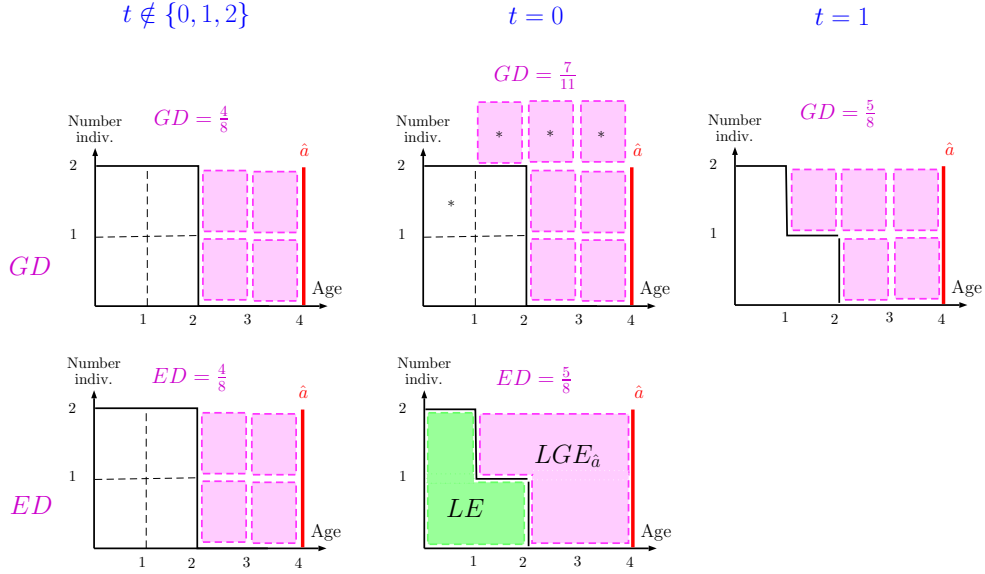 t ∉ {0, 1, 2}
t = 0
t = 1
GD = 7/11
GD = 4/8
GD = 5/8
Number
indiv.
Number
indiv.
Number
indiv.
* * *
â
â
â
2
2
2
*
1
1
1
GD
Age
Age
Age
1 2 3 4
1 2 3 4
1 2 3 4
ED = 4/8
ED = 5/8
Number
indiv.
Number
indiv.
â
â
2
2
LGE_â
1
1
ED
LE
Age
Age
1 2 3 4
1 2 3 4